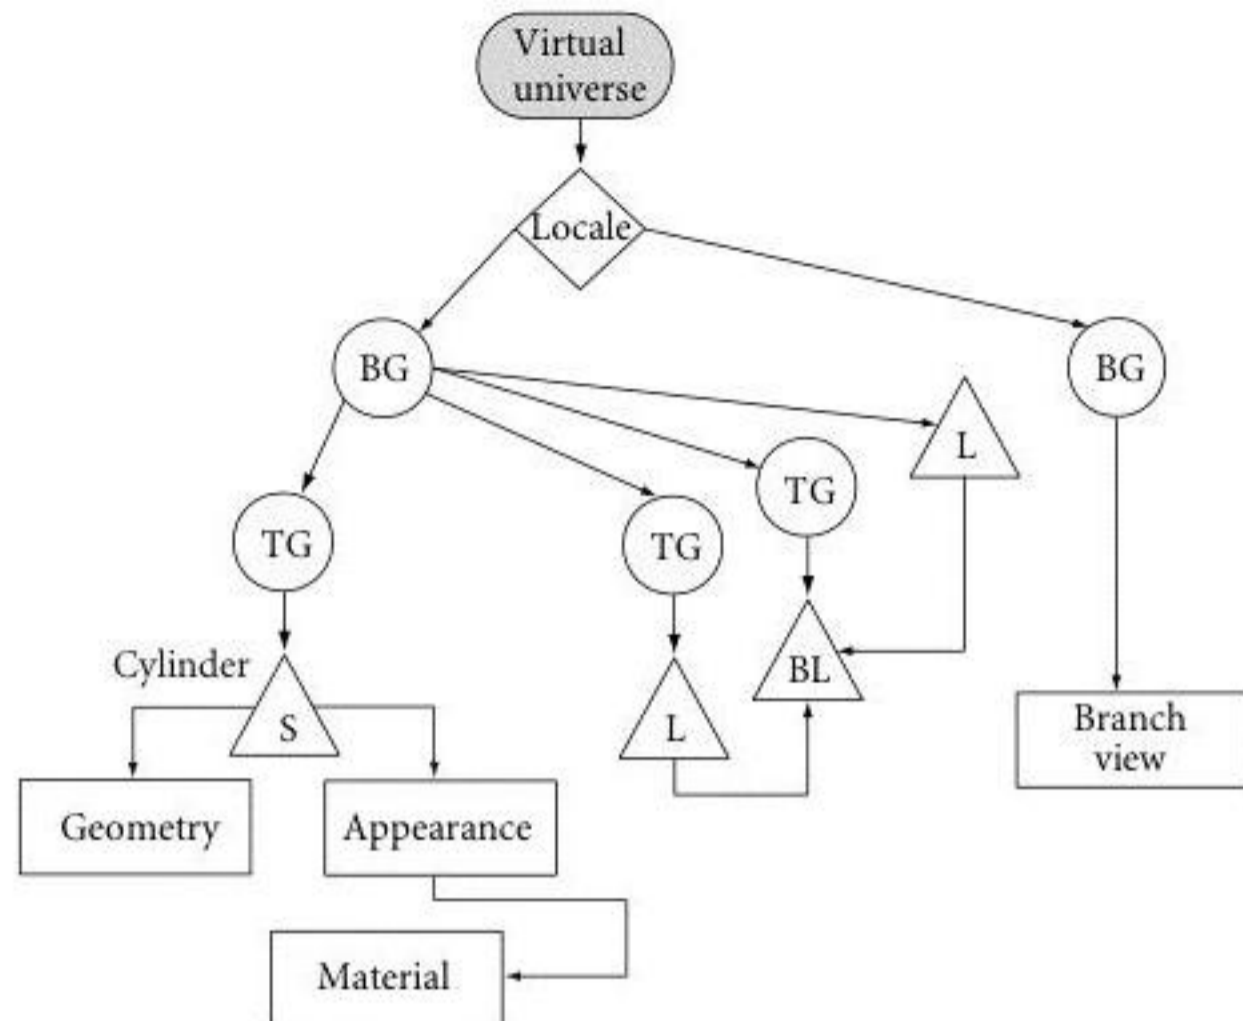 Virtual
universe
Locale
BG
BG
L
TG
TG
TG
Cylinder
S
L
BL
Branch
view
Geometry
Appearance
Material